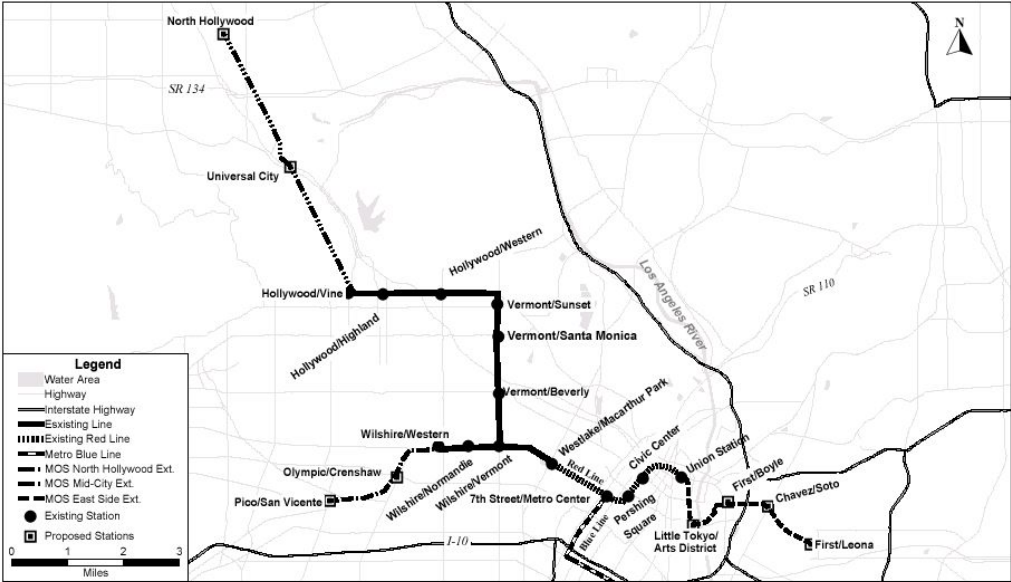 North Hollywood
N
SR 134
Universal City
Hollywood/Western
Los Angeles River
SR 110
Hollywood/Vine
Vermont/Sunset
Hollywood/Highland
Vermont/Santa Monica
Vermont/Beverly
Westlake/Macarthur Park
Wilshire/Western
Civic Center
Union Station
Red Line
Olympic/Crenshaw
Wilshire/Normandie
Wilshire/Vermont
First/Boyle
Chavez/Soto
Pico/San Vicente
7th Street/Metro Center
Pershing
Square
Blue Line
Little Tokyo/
Arts District
First/Leona
I-10
Legend
Water Area
Highway
Interstate Highway
Esxisting Line
Existing Red Line
Metro Blue Line
MOS North Hollywood Ext.
MOS Mid-City Ext.
MOS East Side Ext.
Existing Station
Proposed Stations
0 1 2 3
Miles